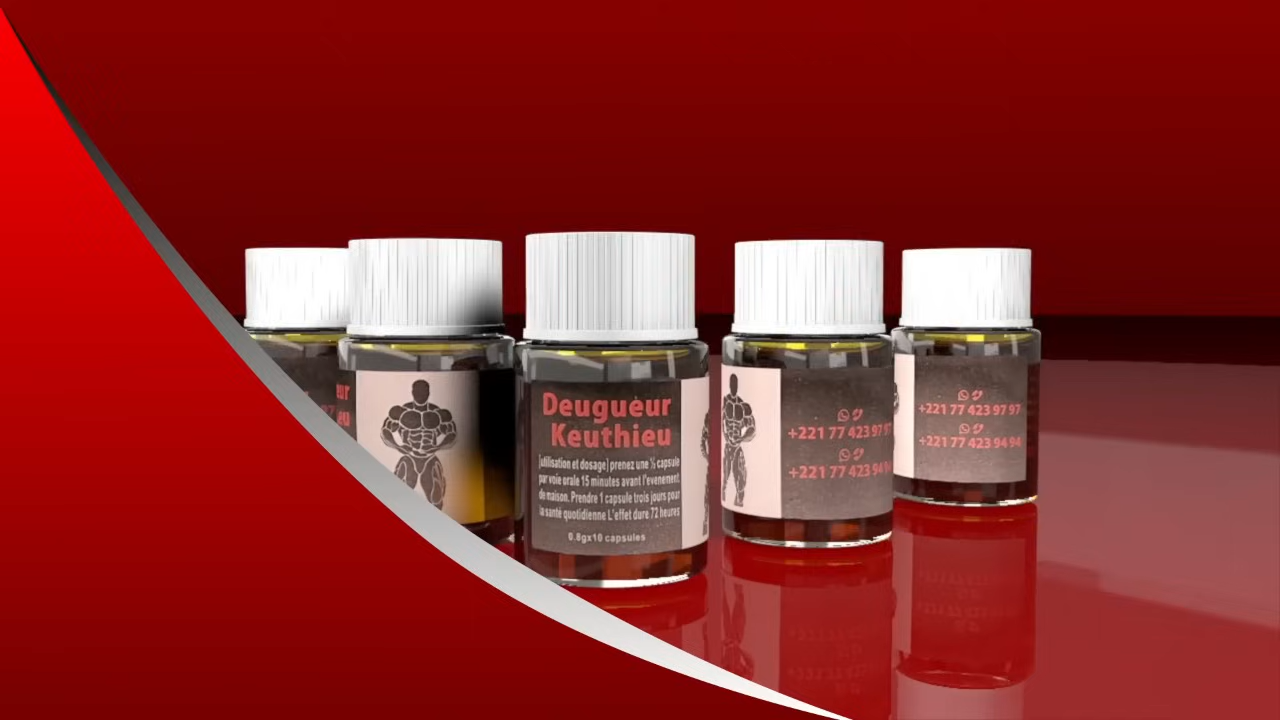 Deugueur
Keuthieu
[utilisation et dosage] prenez une ½ capsule
par voie orale 15 minutes avant l'evenement
de maison. Prendre 1 capsule trois jours pour
la santé quotidienne L'effet dure 72 heures
0.8gx10 capsules
+221 77 423 97 97
+221 77 423 94 94
+221 77 423 97 97
+221 77 423 94 94